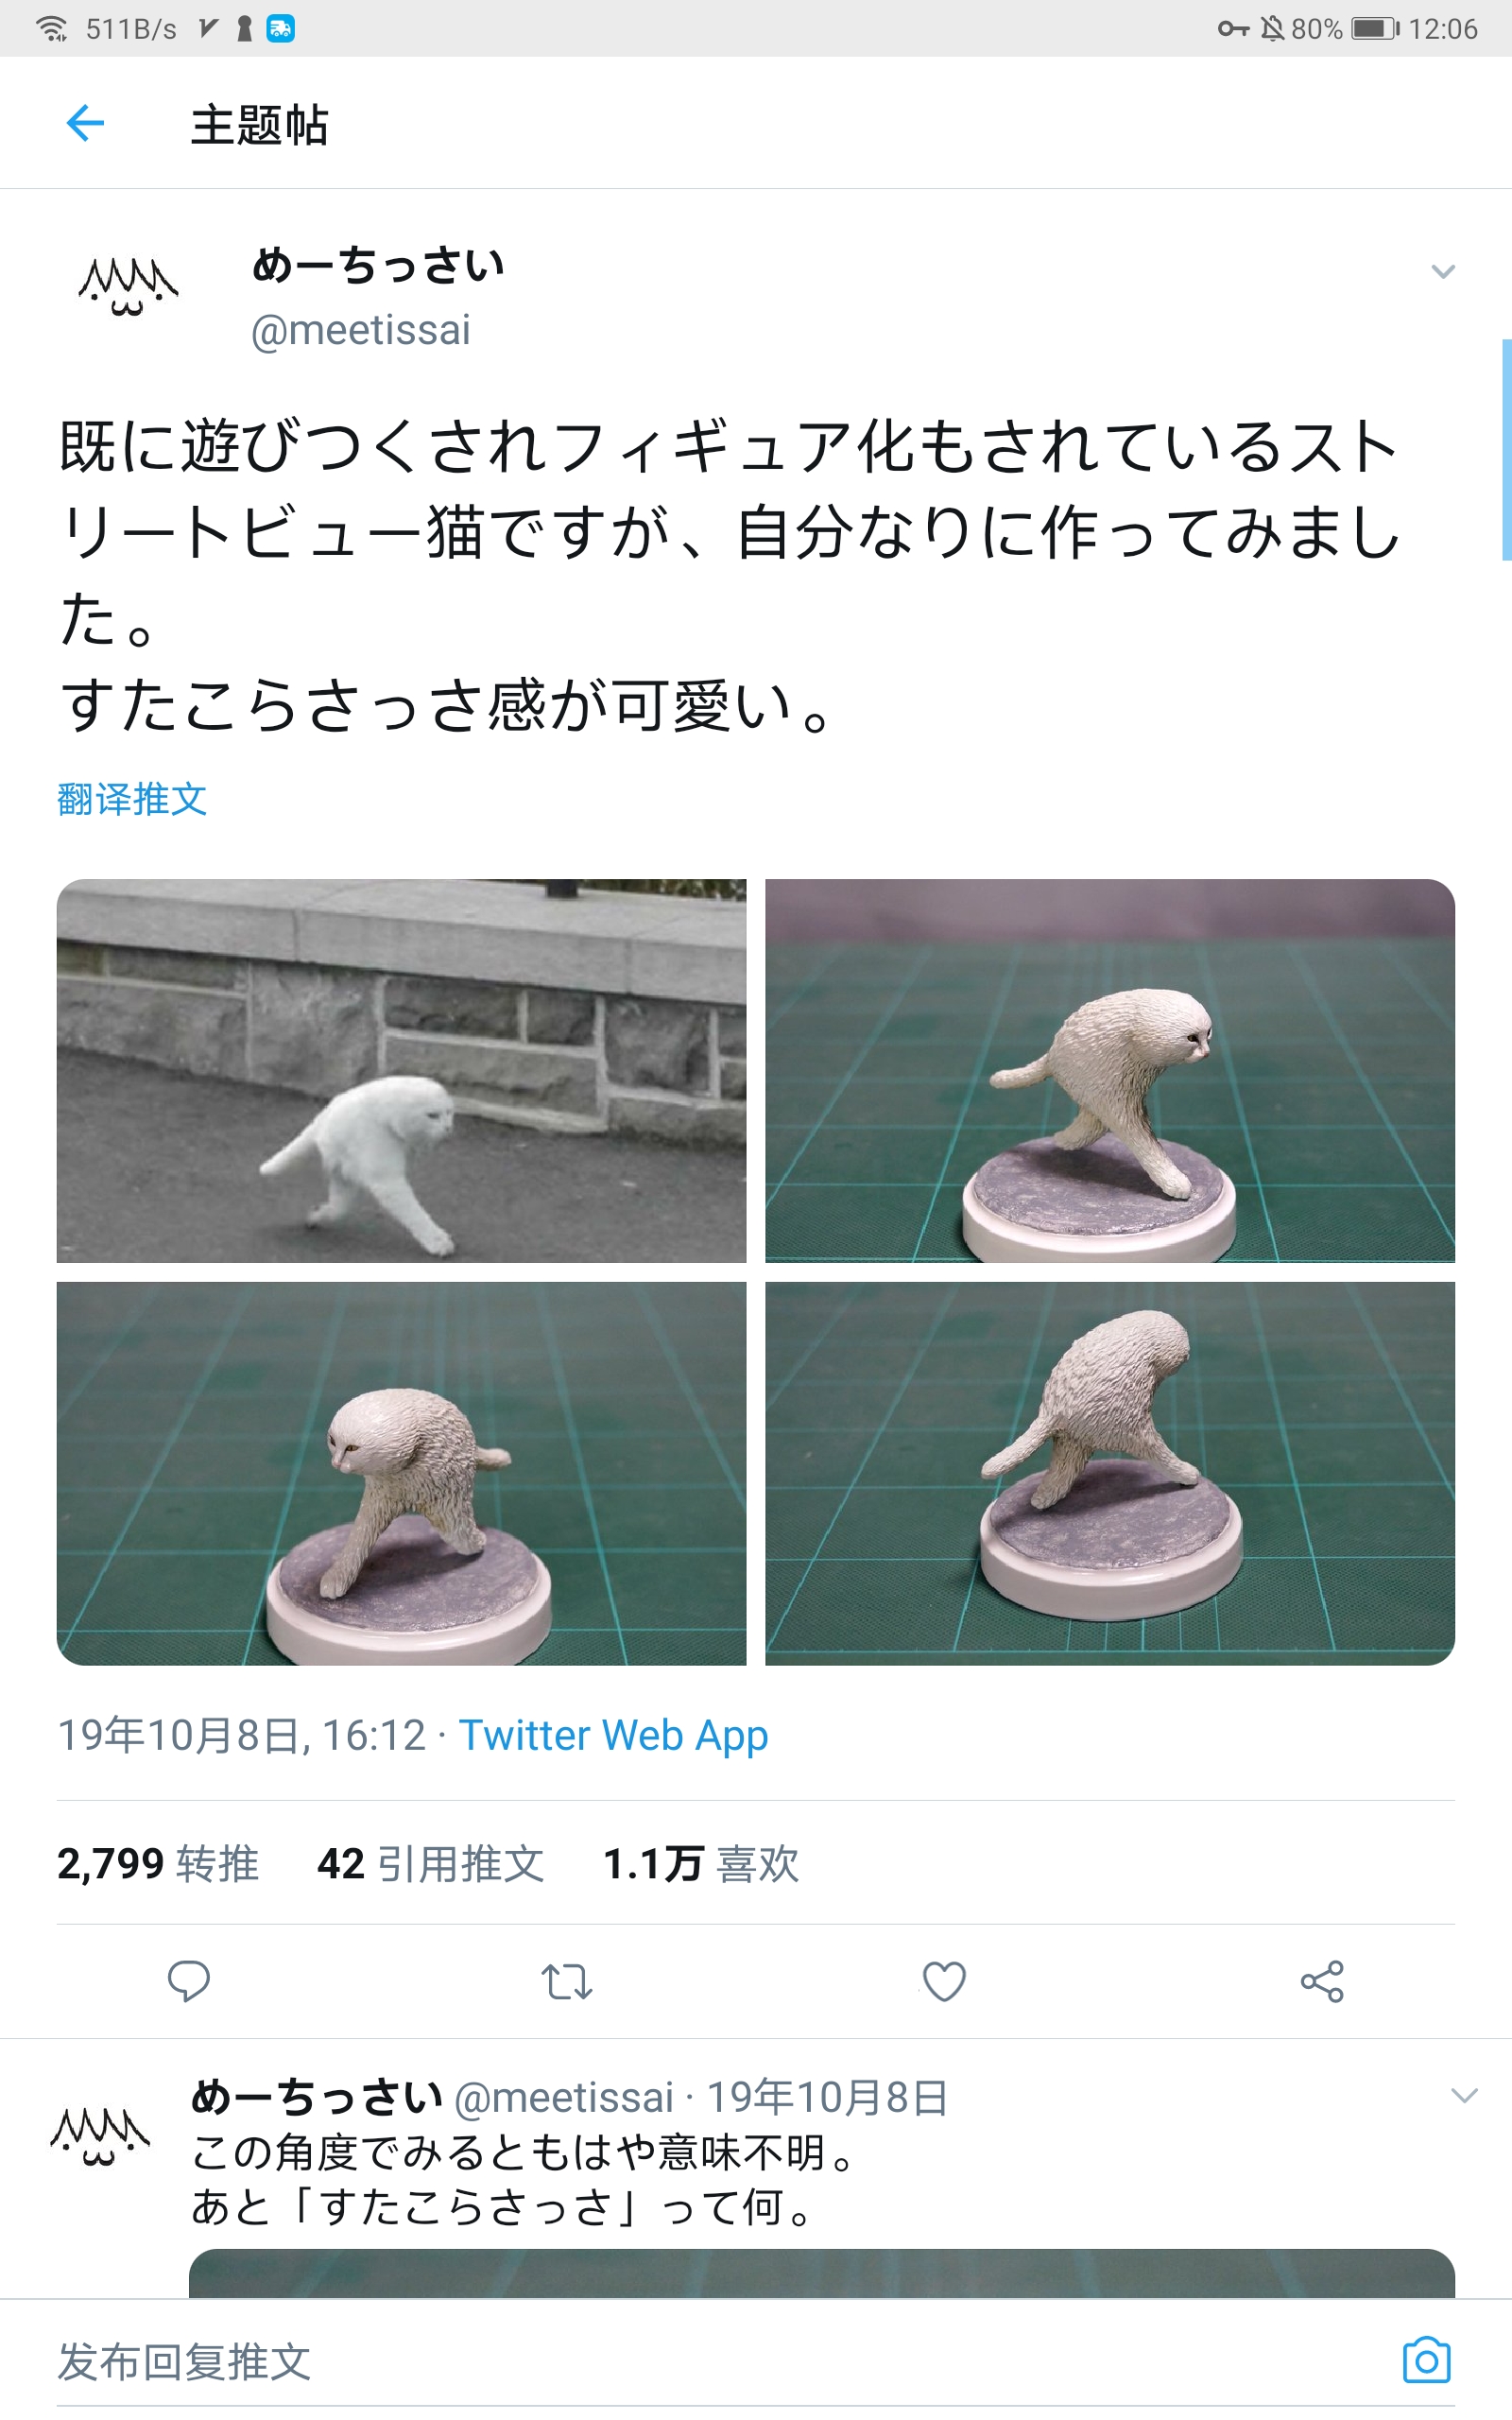 511B/s 80% 12:06
主题帖
めーちっさい
@meetissai
既に遊びつくされフィギュア化もされているスト
リートビュー猫ですが、自分なりに作ってみまし
た。
すたこらさっさ感が可愛い。
翻译推文
19年10月8日, 16:12 · Twitter Web App
2,799 转推 42 引用推文 1.1万 喜欢
めーちっさい @meetissai · 19年10月8日
この角度でみるともはや意味不明。
あと「すたこらさっさ」って何。
发布回复推文